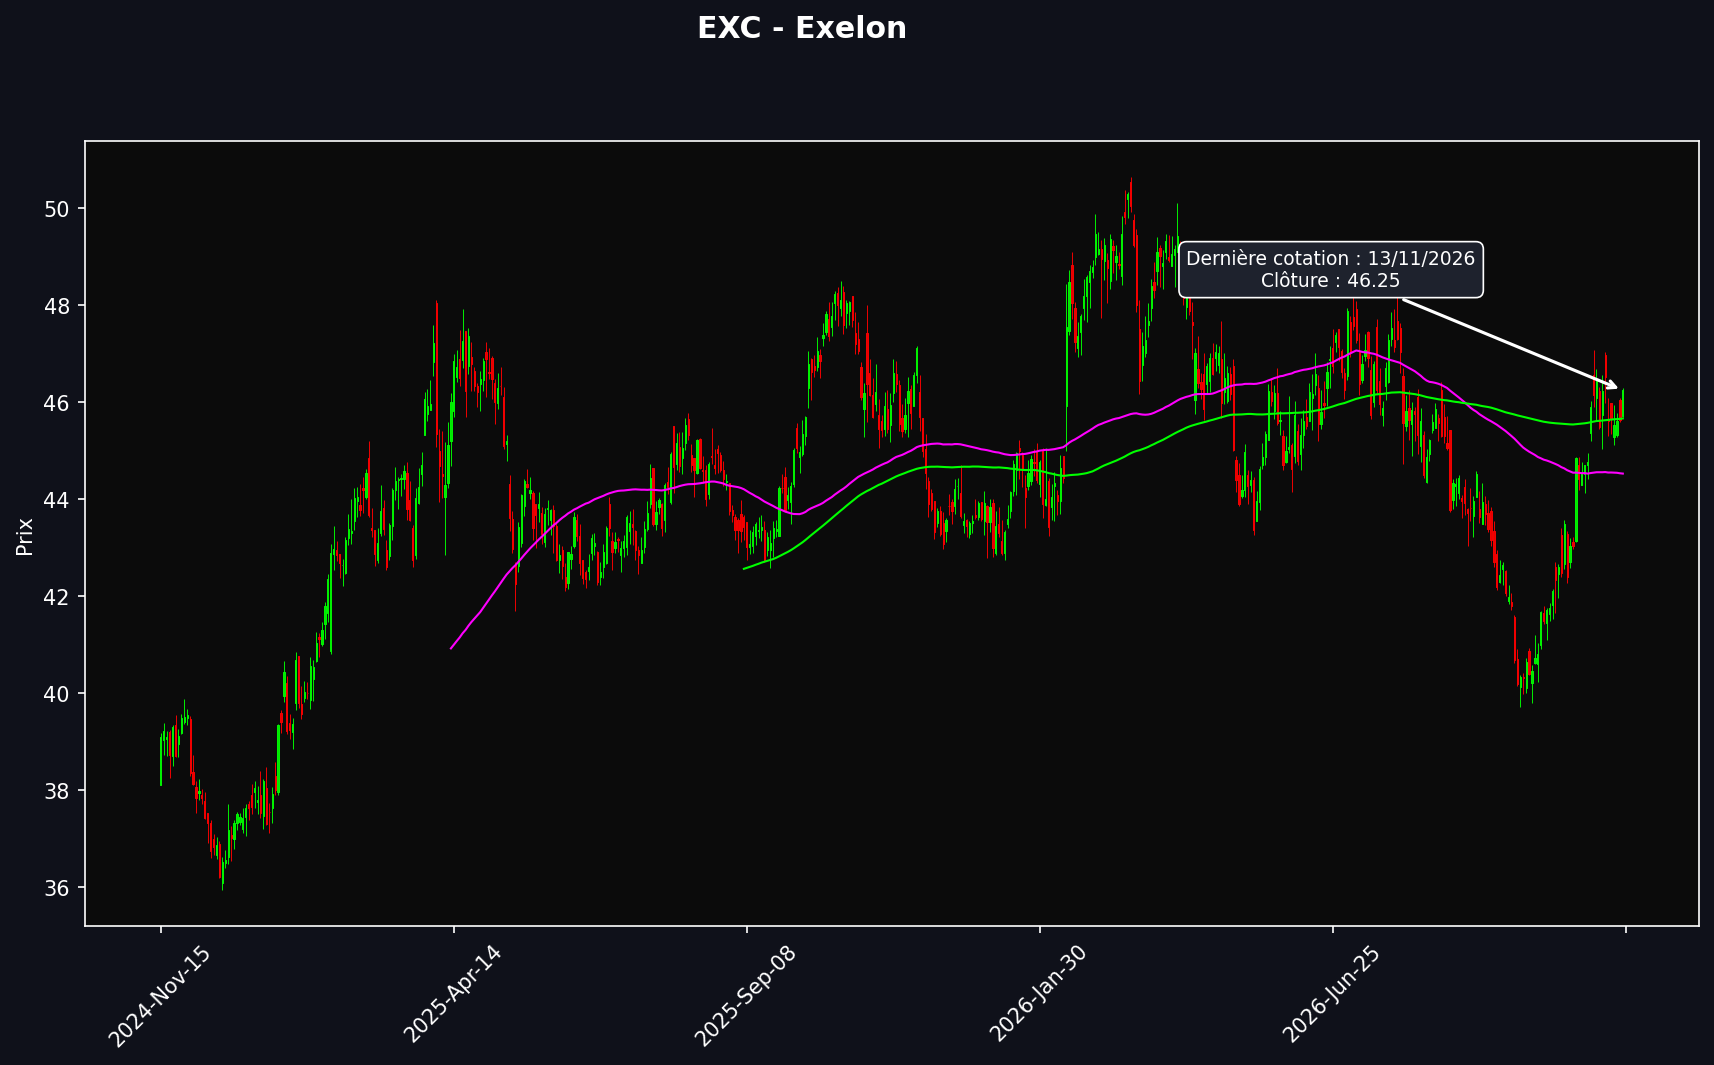 EXC - Exelon
Dernière cotation : 13/11/2026
Clôture : 46.25
Prix
50
48
46
44
42
40
38
36
2024-Nov-15
2025-Apr-14
2025-Sep-08
2026-Jan-30
2026-Jun-25